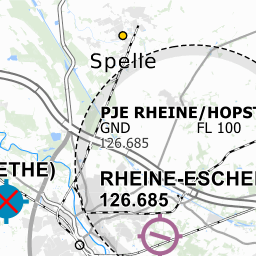 Spelle
PJE RHEINE/HOPST
GND FL 100
126.685
ETHE)
RHEINE-ESCHE
126.685